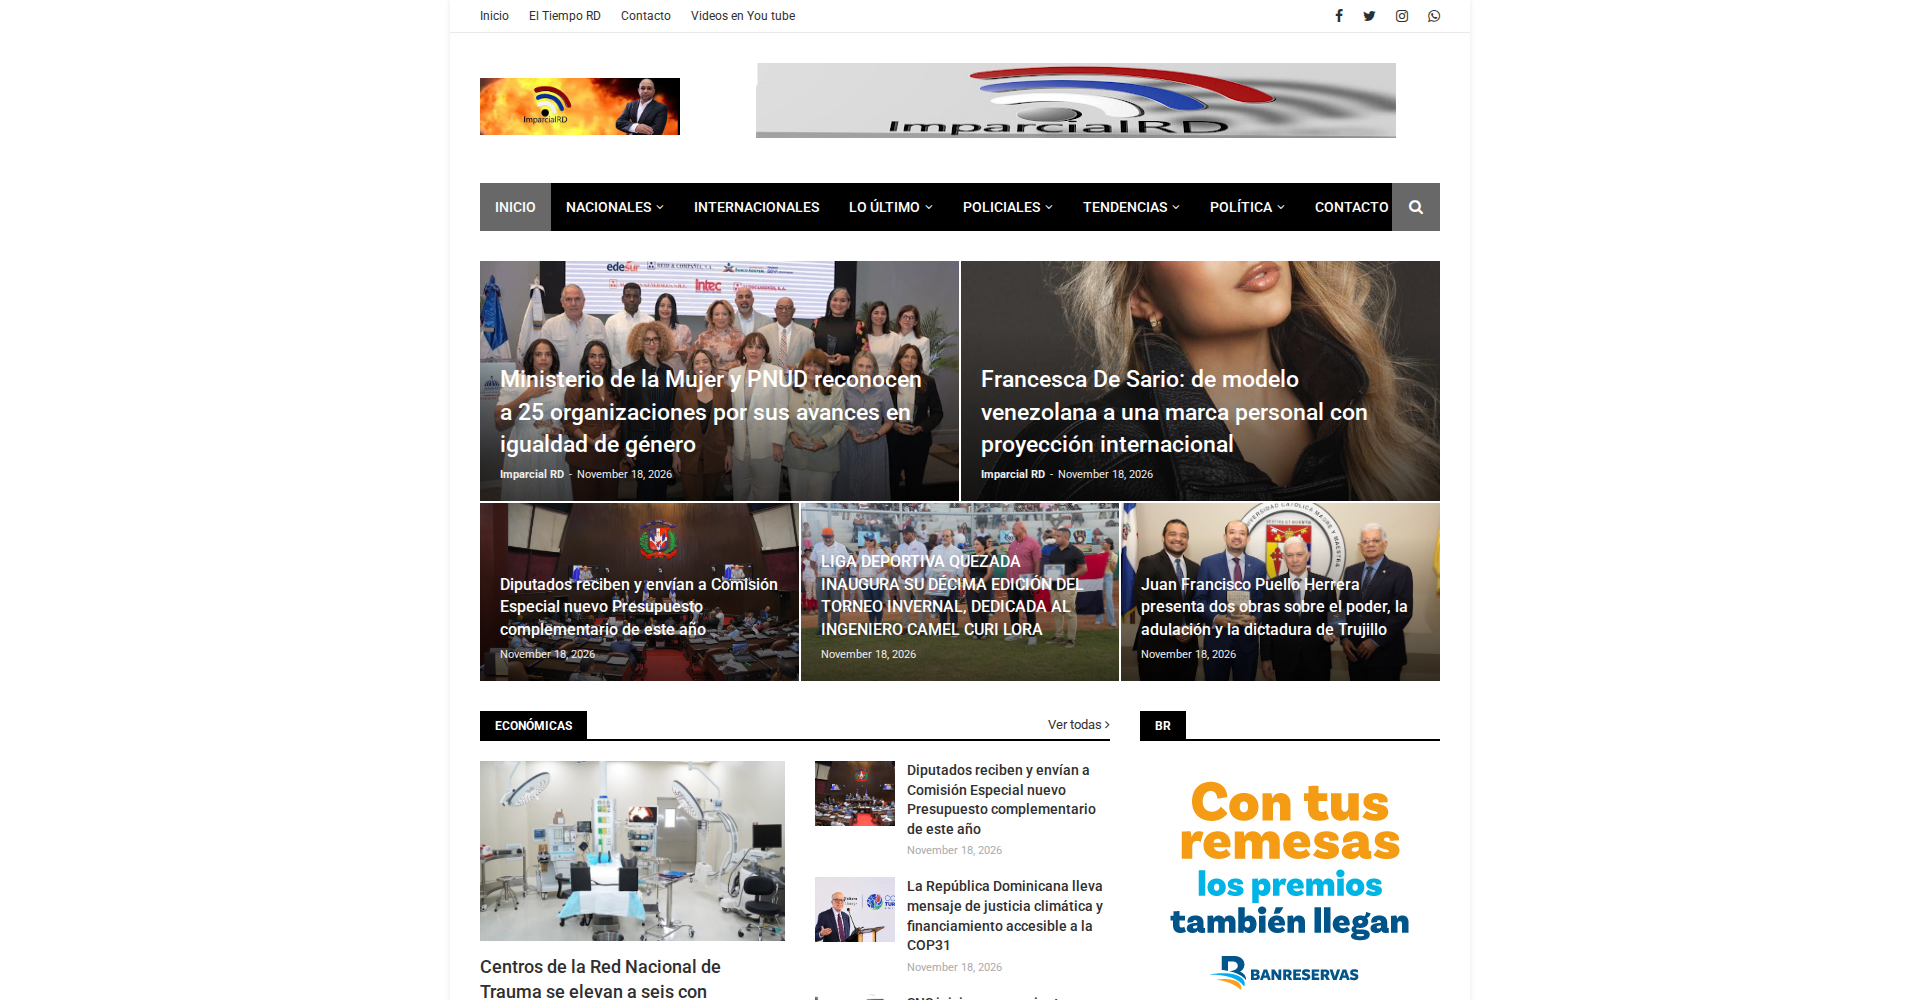 Inicio
El Tiempo RD
Contacto
Videos en You tube
ImparcialRD
ImparcialRD
INICIO
NACIONALES
INTERNACIONALES
LO ÚLTIMO
POLICIALES
TENDENCIAS
POLÍTICA
CONTACTO
edesur
intec
Ministerio de la Mujer y PNUD reconocen
a 25 organizaciones por sus avances en
igualdad de género
Imparcial RD - November 18, 2026
Francesca De Sario: de modelo
venezolana a una marca personal con
proyección internacional
Imparcial RD - November 18, 2026
Diputados reciben y envían a Comisión
Especial nuevo Presupuesto
complementario de este año
November 18, 2026
LIGA DEPORTIVA QUEZADA
INAUGURA SU DÉCIMA EDICIÓN DEL
TORNEO INVERNAL, DEDICADA AL
INGENIERO CAMEL CURI LORA
November 18, 2026
Juan Francisco Puello Herrera
presenta dos obras sobre el poder, la
adulación y la dictadura de Trujillo
November 18, 2026
ECONÓMICAS
Ver todas
BR
Centros de la Red Nacional de
Trauma se elevan a seis con
Diputados reciben y envían a
Comisión Especial nuevo
Presupuesto complementario
de este año
November 18, 2026
La República Dominicana lleva
mensaje de justicia climática y
financiamiento accesible a la
COP31
November 18, 2026
Con tus
remesas
los premios
también llegan
BANRESERVAS